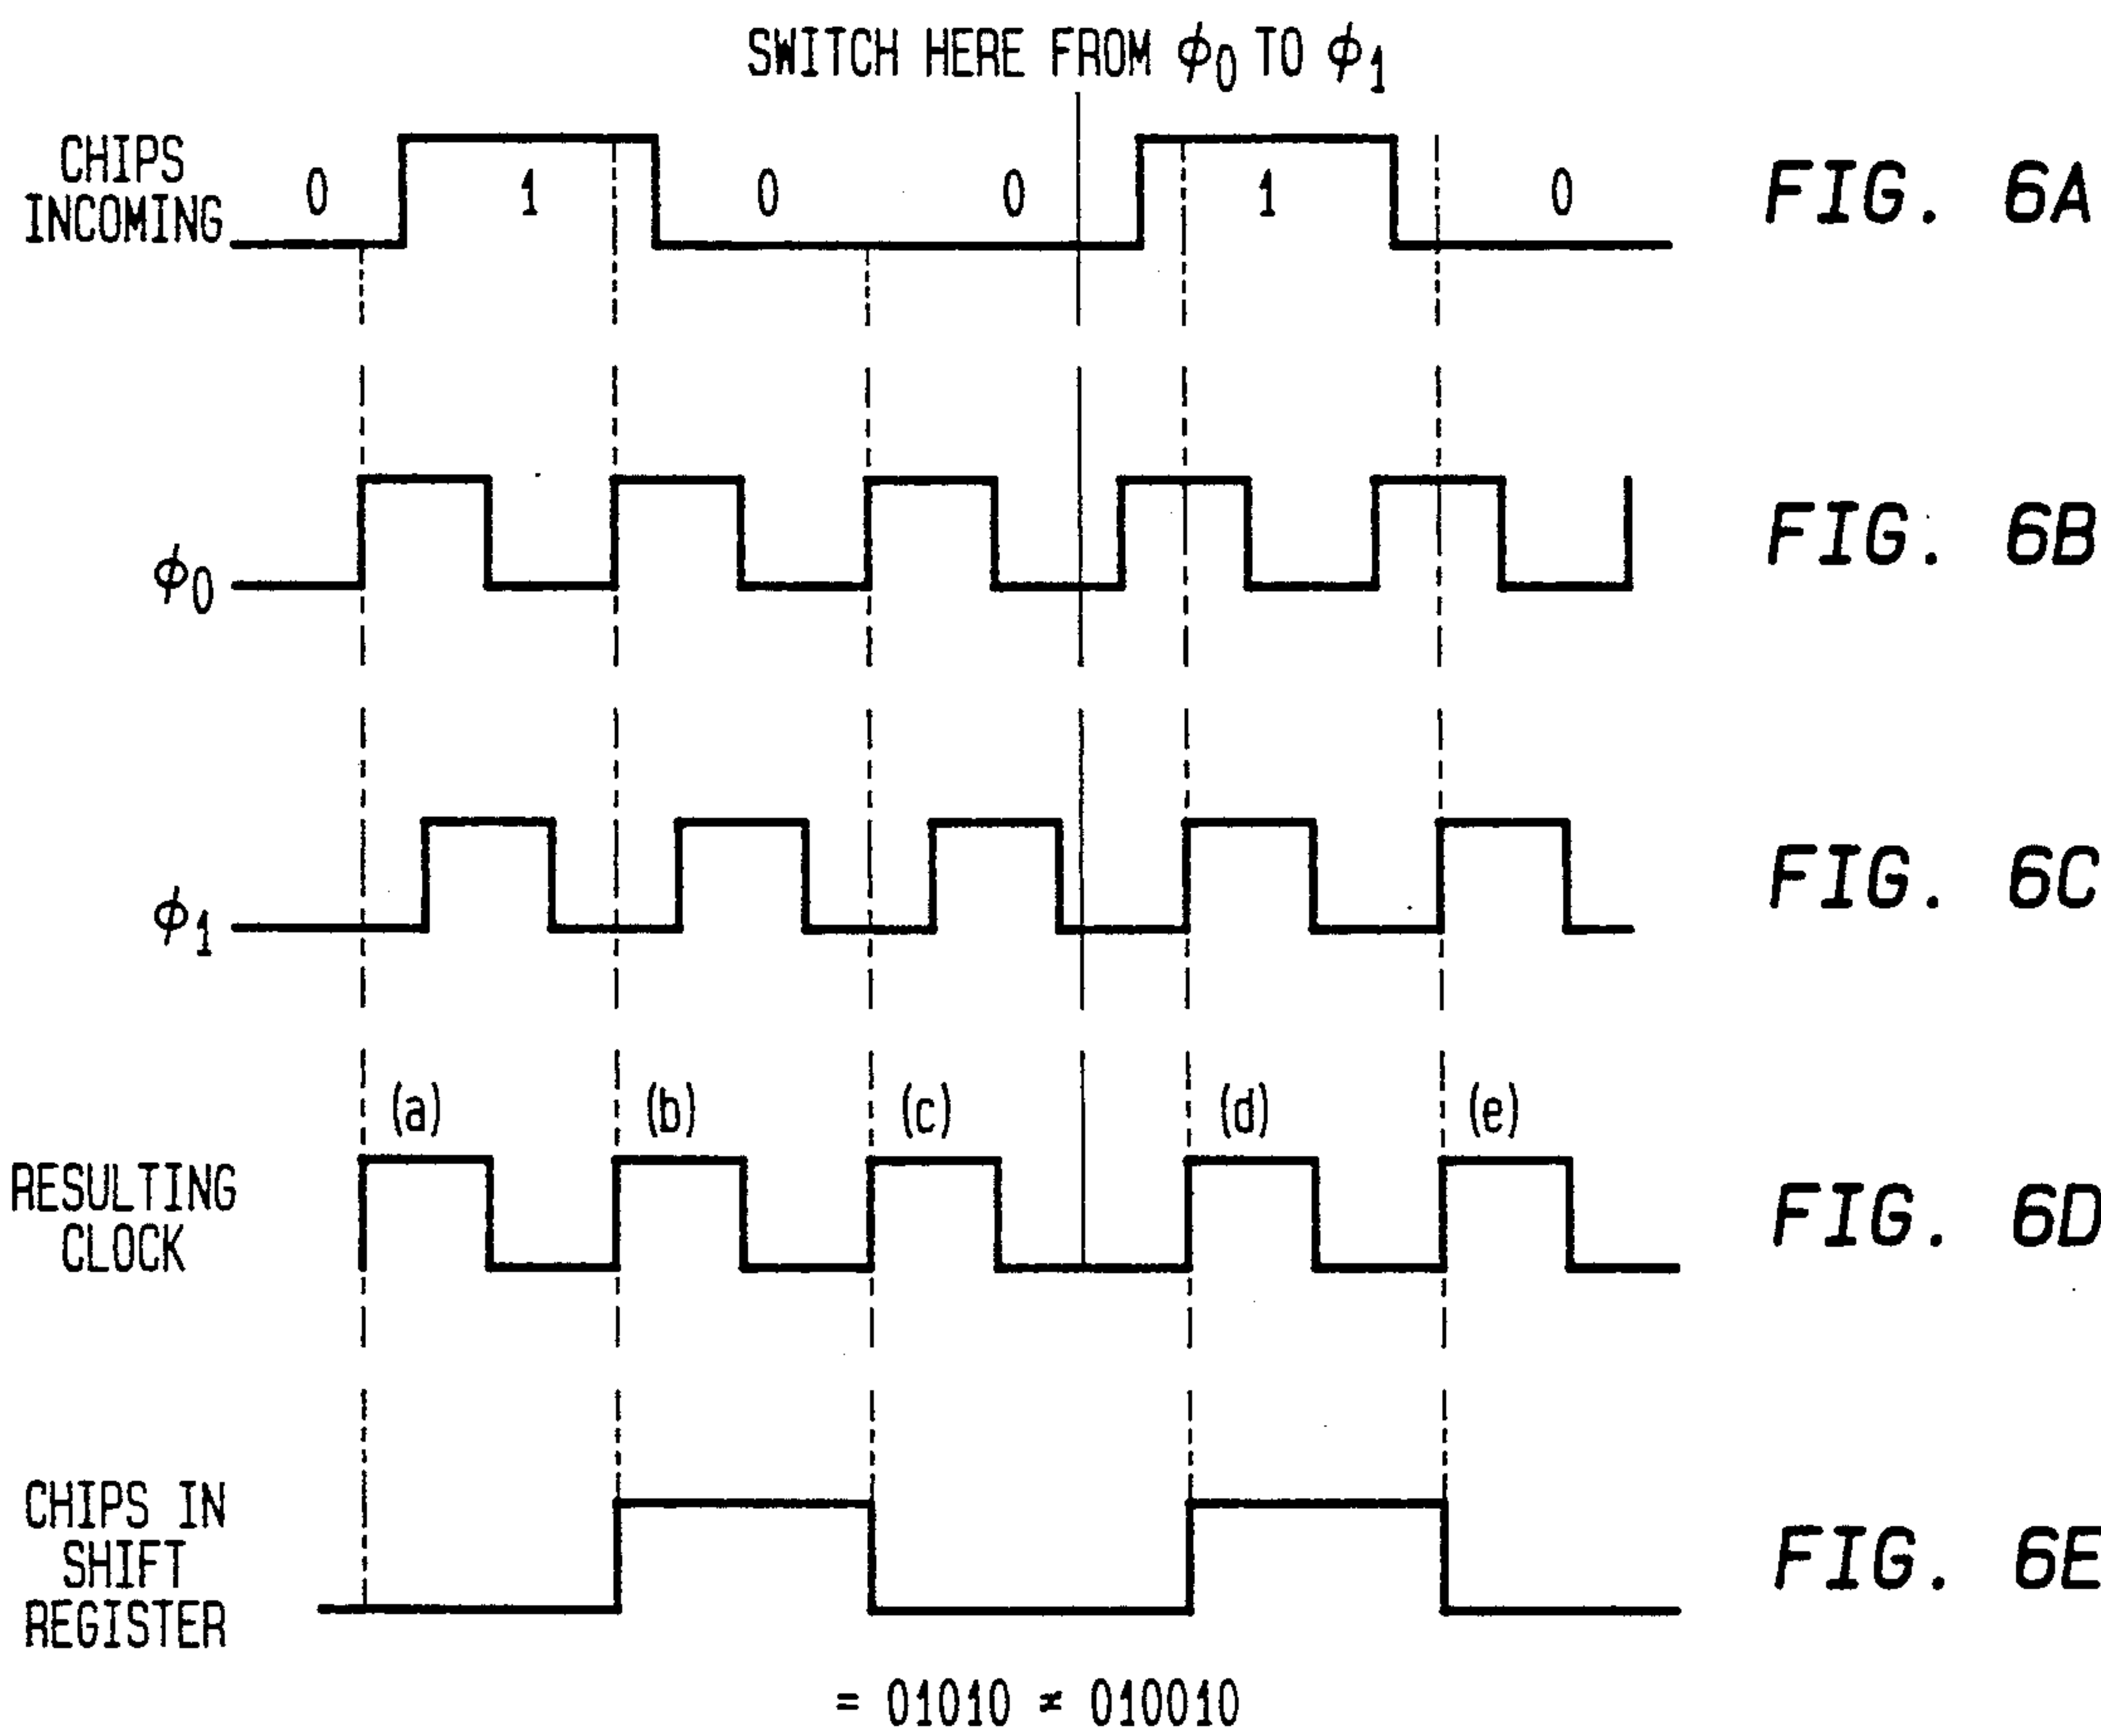 SWITCH HERE FROM ϕ0 TO ϕ1
CHIPS
INCOMING
0 1 0 0 1 0
FIG. 6A
ϕ0
FIG. 6B
ϕ1
FIG. 6C
(a) (b) (c) (d) (e)
RESULTING
CLOCK
FIG. 6D
CHIPS IN
SHIFT
REGISTER
FIG. 6E
= 01010 ≠ 010010